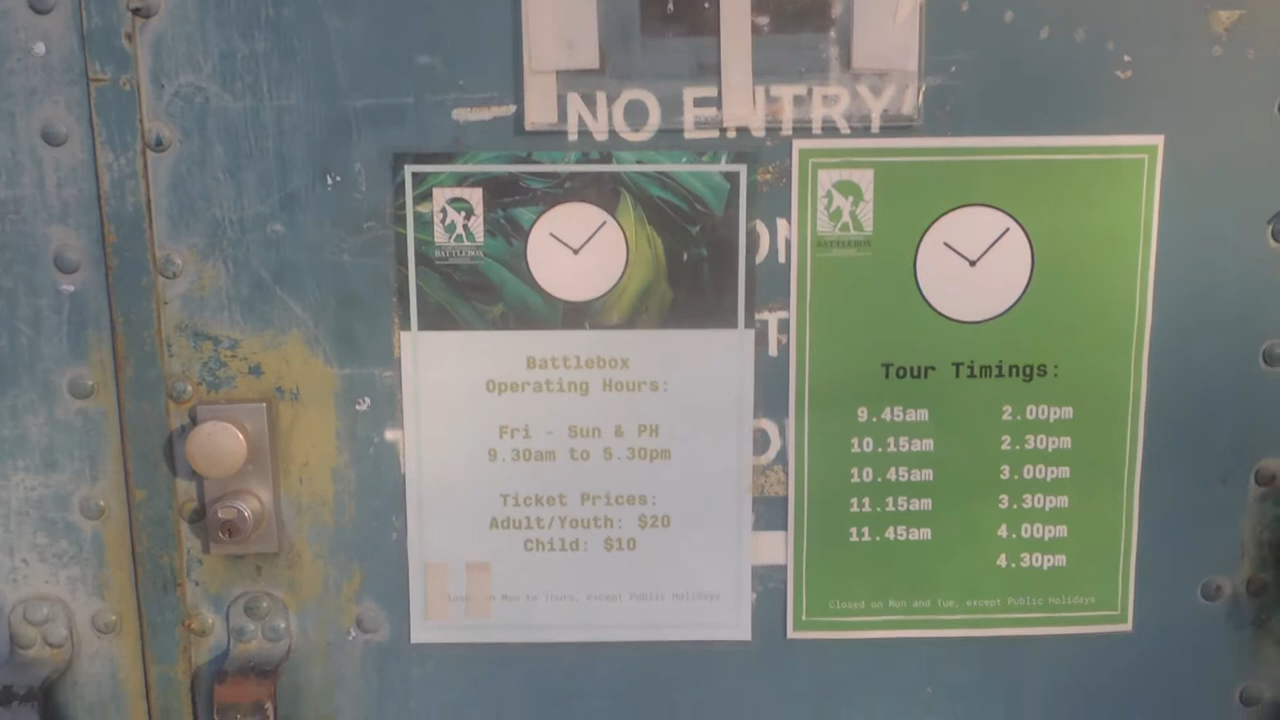 NO ENTRY
BATTLEBOX
Battlebox
Operating Hours:
Fri - Sun & PH
9.30am to 5.30pm
Ticket Prices:
Adult/Youth: $20
Child: $10
on Mon to Thurs, except Public Holidays
BATTLEBOX
Tour Timings:
9.45am 2.00pm
10.15am 2.30pm
10.45am 3.00pm
11.15am 3.30pm
11.45am 4.00pm
4.30pm
Closed on Mon and Tue, except Public Holidays